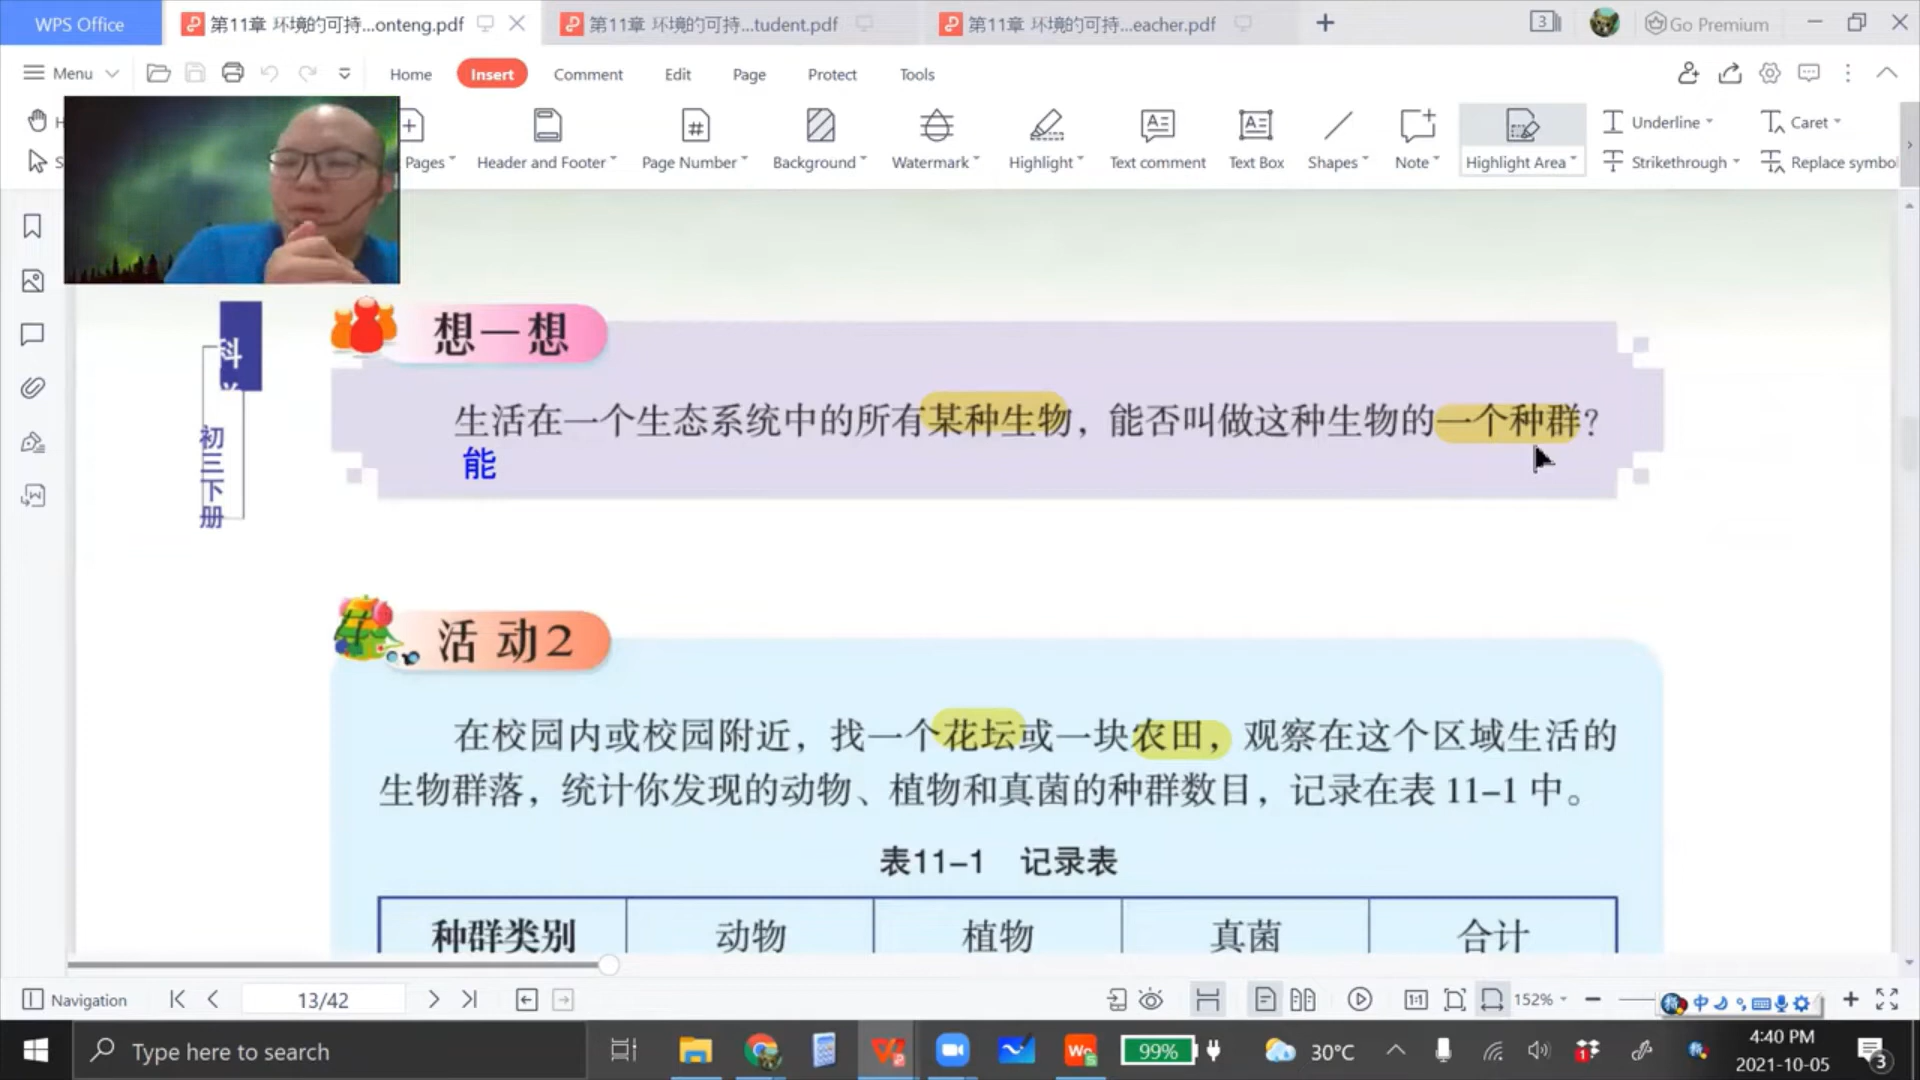 WPS Office
第11章 环境的可持...onteng.pdf
第11章 环境的可持...tudent.pdf
第11章 环境的可持...eacher.pdf
3
Go Premium
Menu
Home
Insert
Comment
Edit
Page
Protect
Tools
Pages
Header and Footer
Page Number
Background
Watermark
Highlight
Text comment
Text Box
Shapes
Note
Highlight Area
Underline
Strikethrough
Caret
Replace symbol
科
初三下册
想一想
生活在一个生态系统中的所有某种生物，能否叫做这种生物的一个种群？
能
活动2
在校园内或校园附近，找一个花坛或一块农田，观察在这个区域生活的
生物群落，统计你发现的动物、植物和真菌的种群数目，记录在表 11-1 中。
表11-1 记录表
种群类别 动物 植物 真菌 合计
Navigation
13/42
152%
中
Type here to search
99%
30°C
4:40 PM
2021-10-05
3